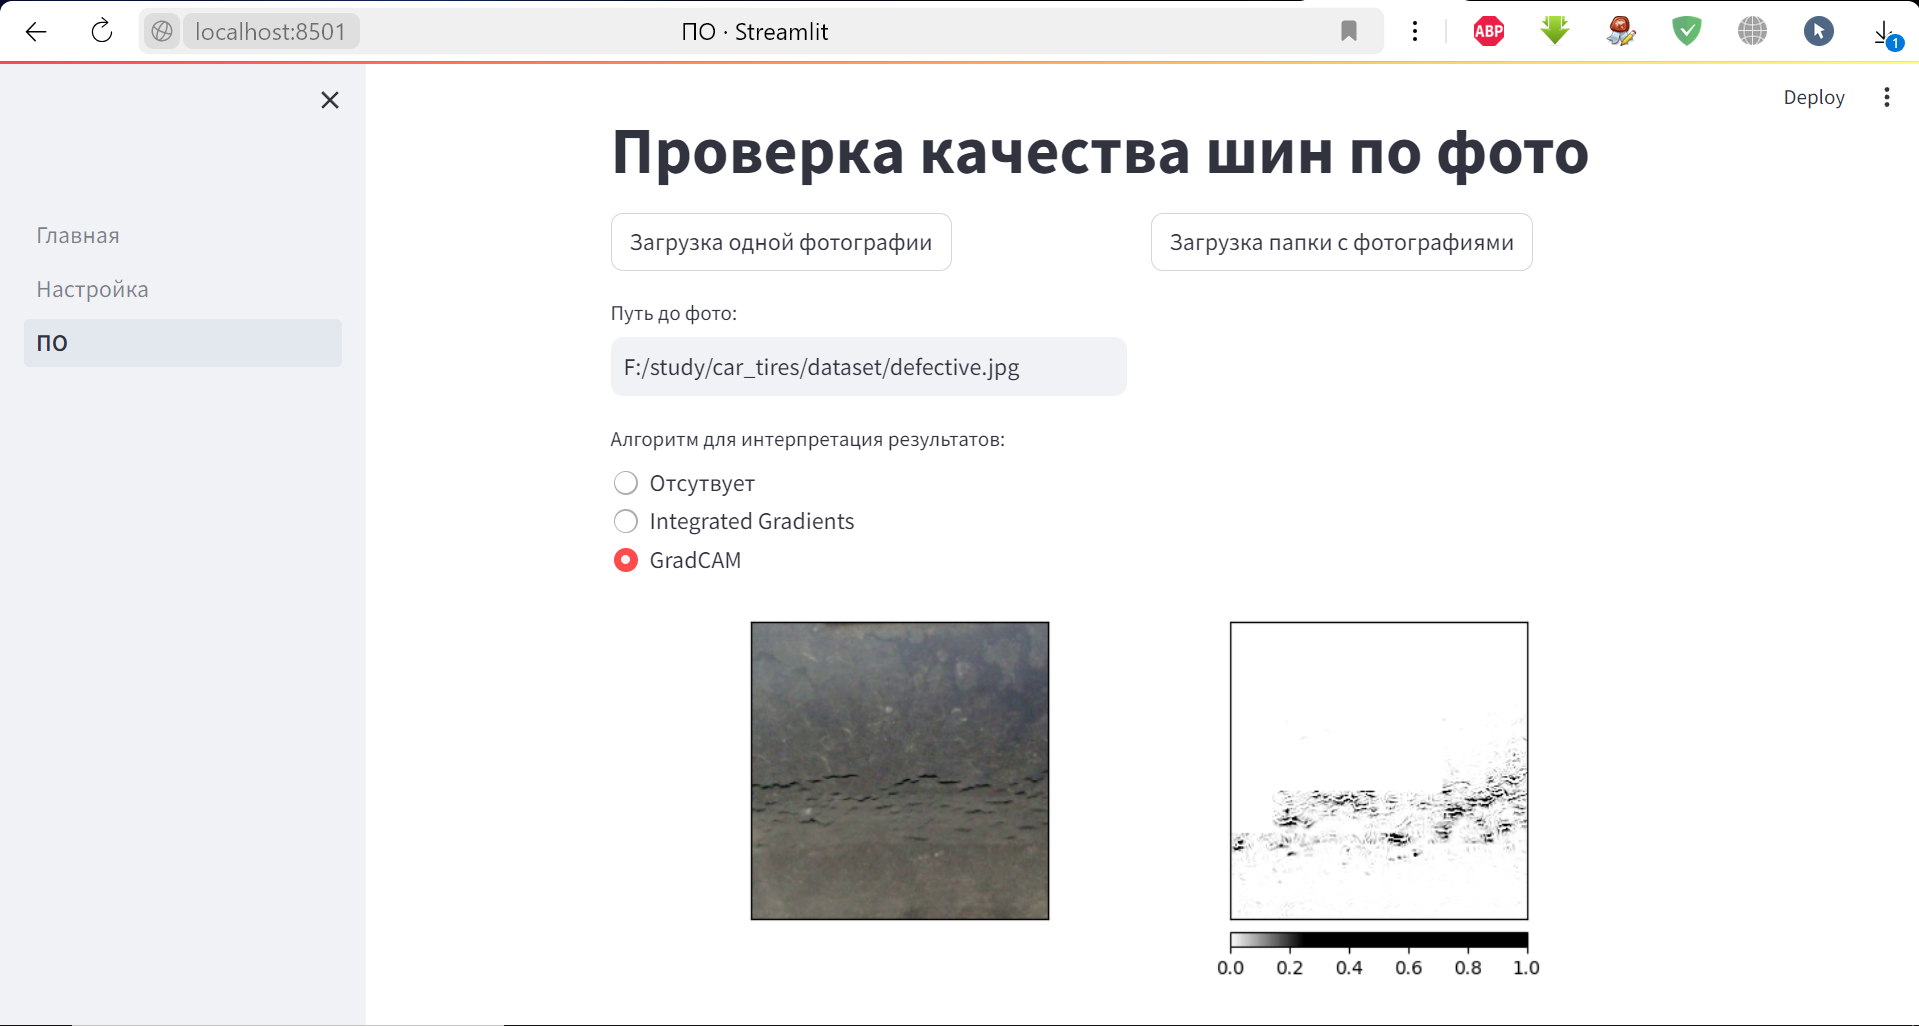 localhost:8501
ПО · Streamlit
ABP
1
Deploy
Главная
Настройка
ПО
Проверка качества шин по фото
Загрузка одной фотографии
Загрузка папки с фотографиями
Путь до фото:
F:/study/car_tires/dataset/defective.jpg
Алгоритм для интерпретация результатов:
Отсутвует
Integrated Gradients
GradCAM
0.0 0.2 0.4 0.6 0.8 1.0